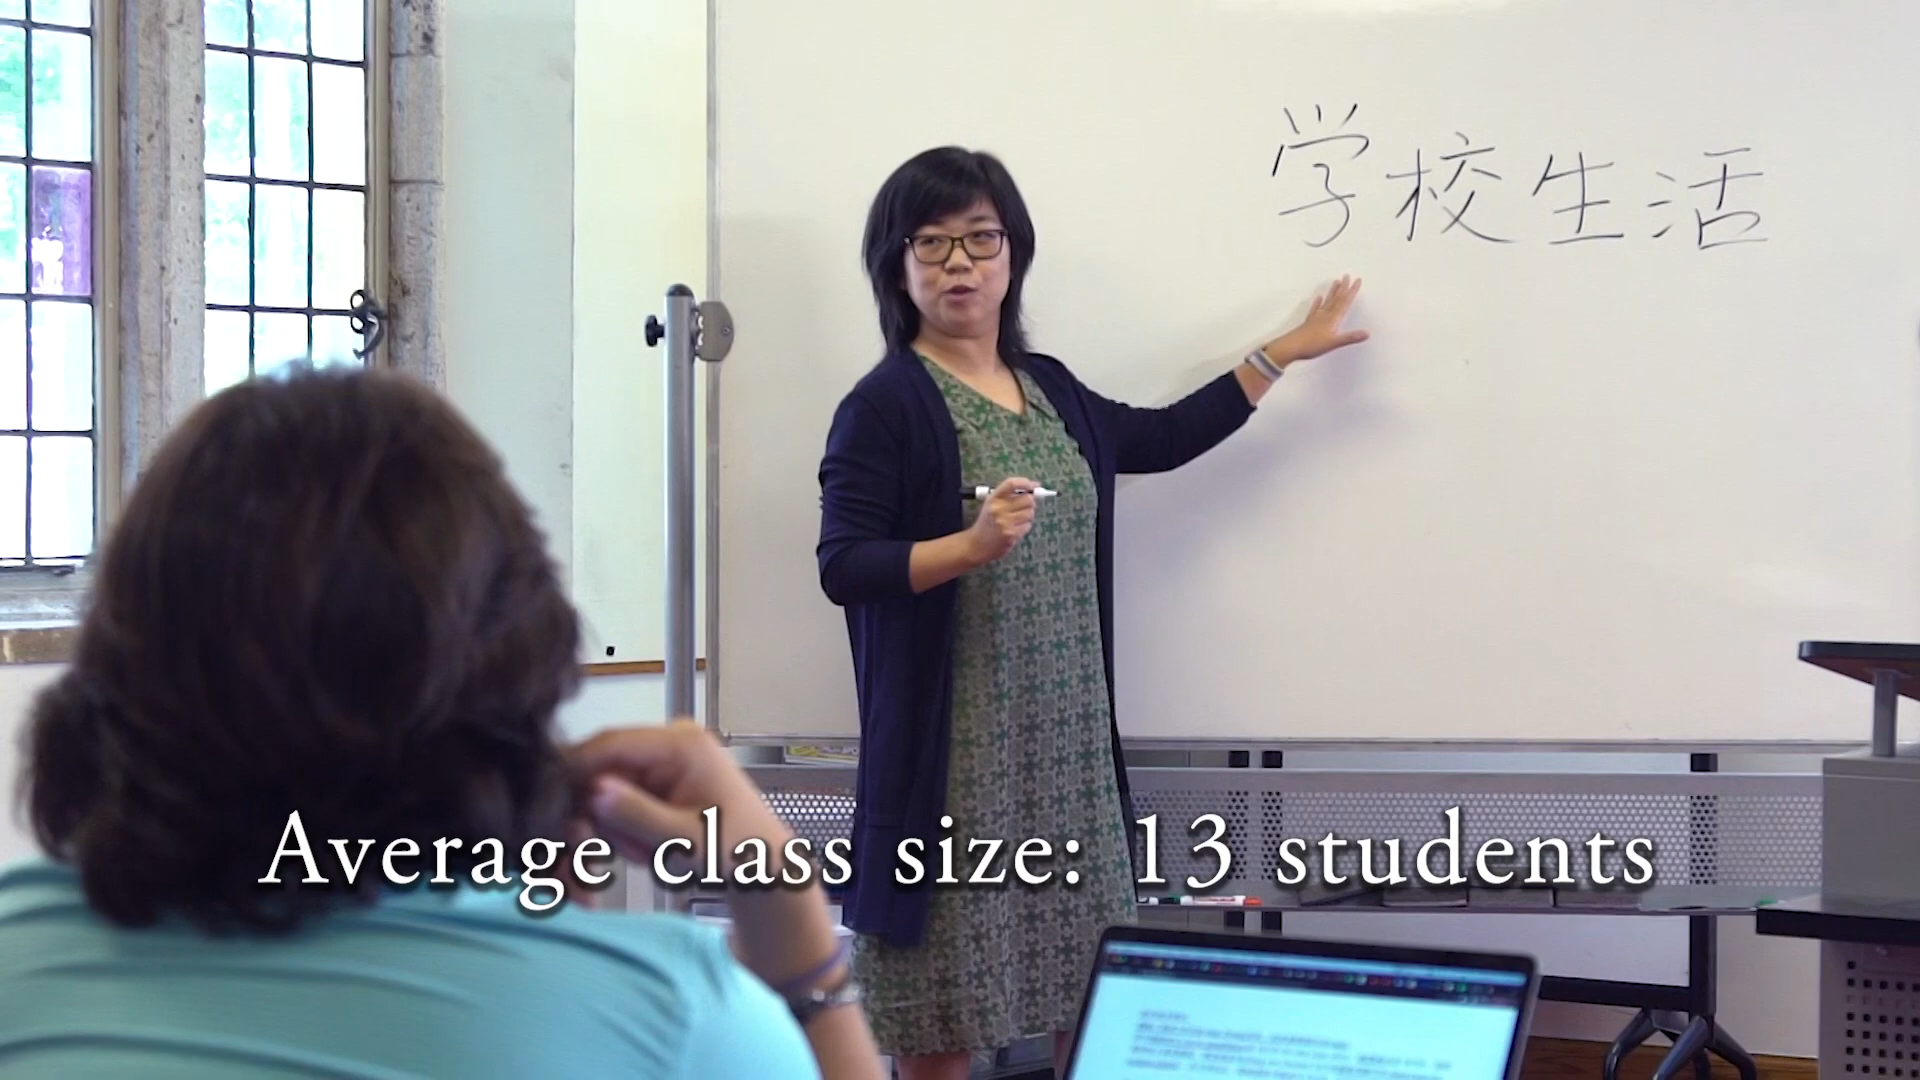 学校生活
Average class size: 13 students